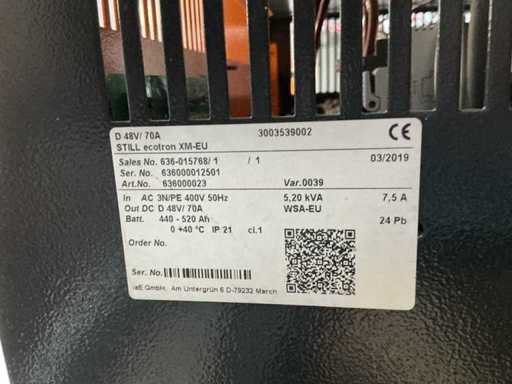 D 48V/ 70A 3003539002
STILL ecotron XM-EU CE
Sales No. 636-015768/ 1 / 1 03/2019
Ser. No. 636000012501
Art.No. 636000023 Var.0039
In AC 3N/PE 400V 50Hz 5,20 kVA 7,5 A
Out DC D 48V/ 70A WSA-EU
Batt. 440 - 520 Ah 24 Pb
0 +40 °C IP 21 cl.1
Order No.
Ser. No.
GmbH, Am Untergrün 6 D-79232 March